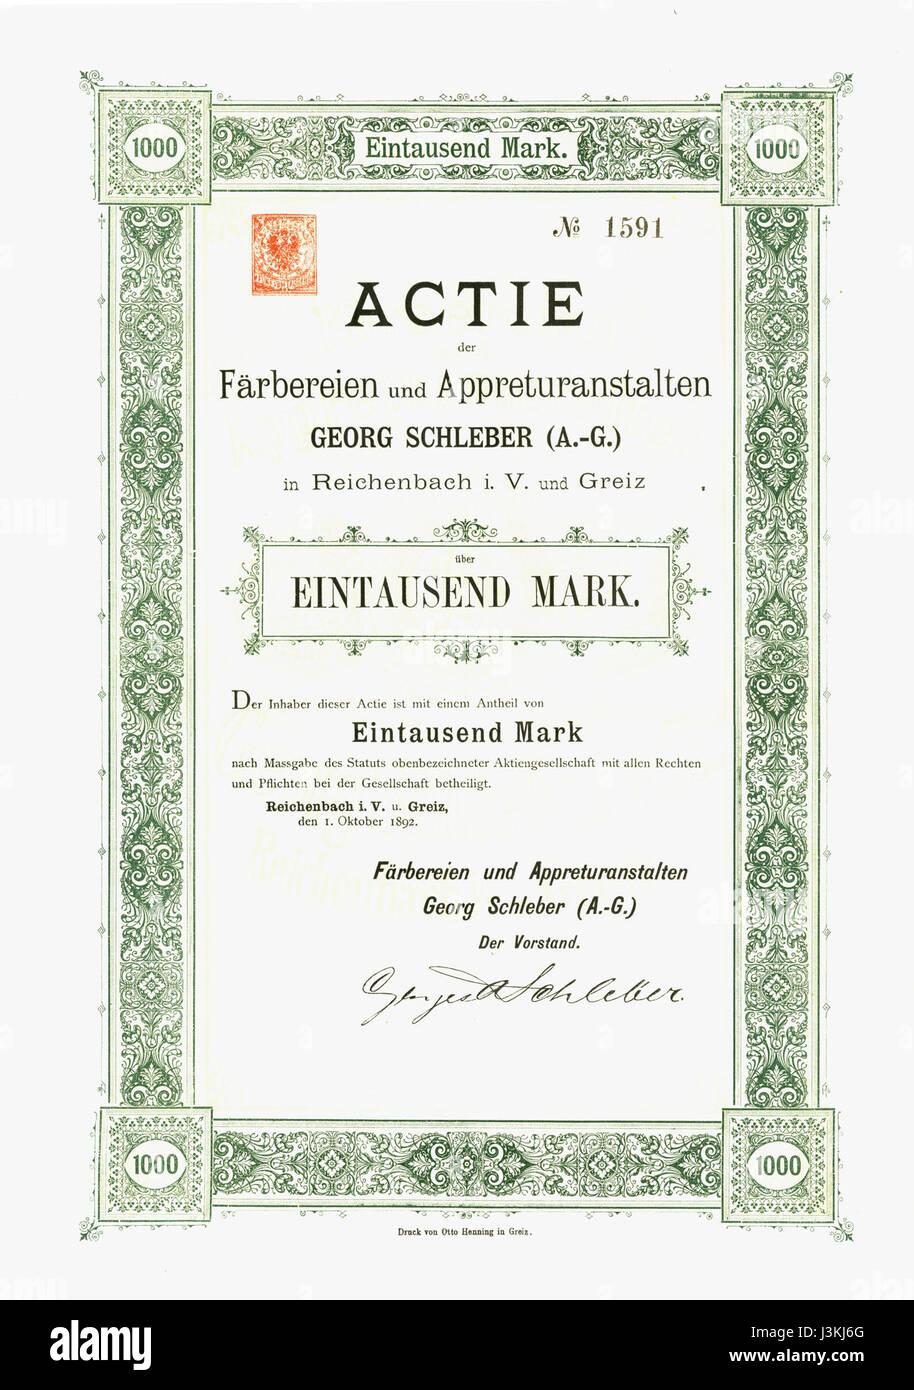 1000
Eintausend Mark.
1000
№ 1591
ACTIE
der
Färbereien und Appreturanstalten
GEORG SCHLEBER (A.-G.)
in Reichenbach i. V. und Greiz
über
EINTAUSEND MARK.
Der Inhaber dieser Actie ist mit einem Antheil von
Eintausend Mark
nach Massgabe des Statuts obenbezeichneter Aktiengesellschaft mit allen Rechten
und Pflichten bei der Gesellschaft betheiligt.
Reichenbach i. V. u. Greiz,
den 1. Oktober 1892.
Färbereien und Appreturanstalten
Georg Schleber (A.-G.)
Der Vorstand.
Schleber.
1000
1000
Druck von Otto Henning in Greiz.
alamy
Image ID: J3KJ6G
www.alamy.com